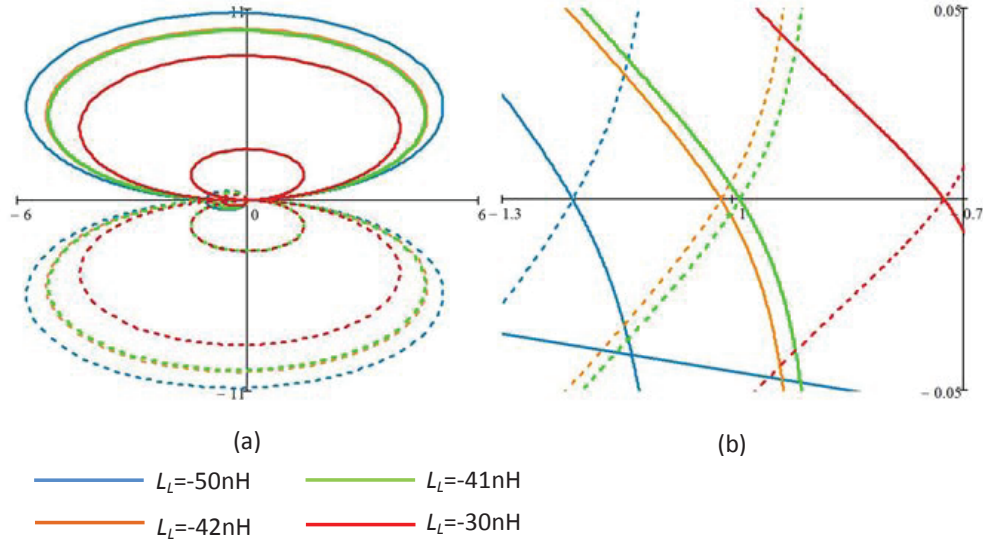 11
− 6
0
6
− 11
(a)
0.05
− 1.3
1
0.7
− 0.05
(b)
L_L=-50nH
L_L=-41nH
L_L=-42nH
L_L=-30nH